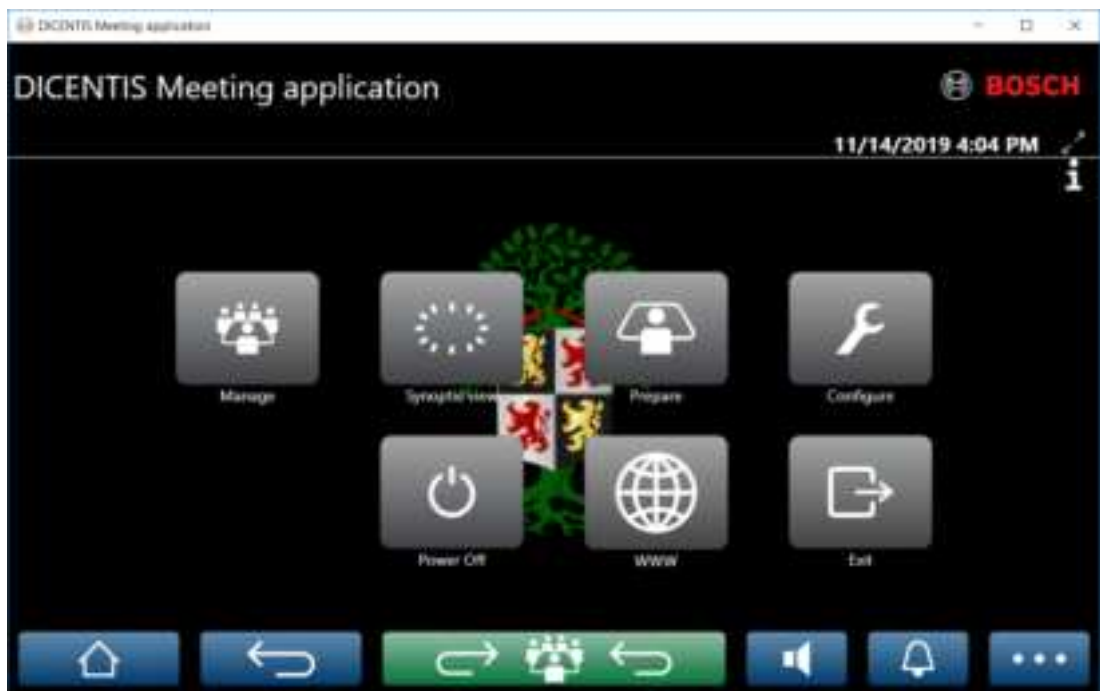 DICENTIS Meeting application
DICENTIS Meeting application
BOSCH
11/14/2019 4:04 PM
i
Manage
Synoptic view
Prepare
Configure
Power Off
WWW
Exit